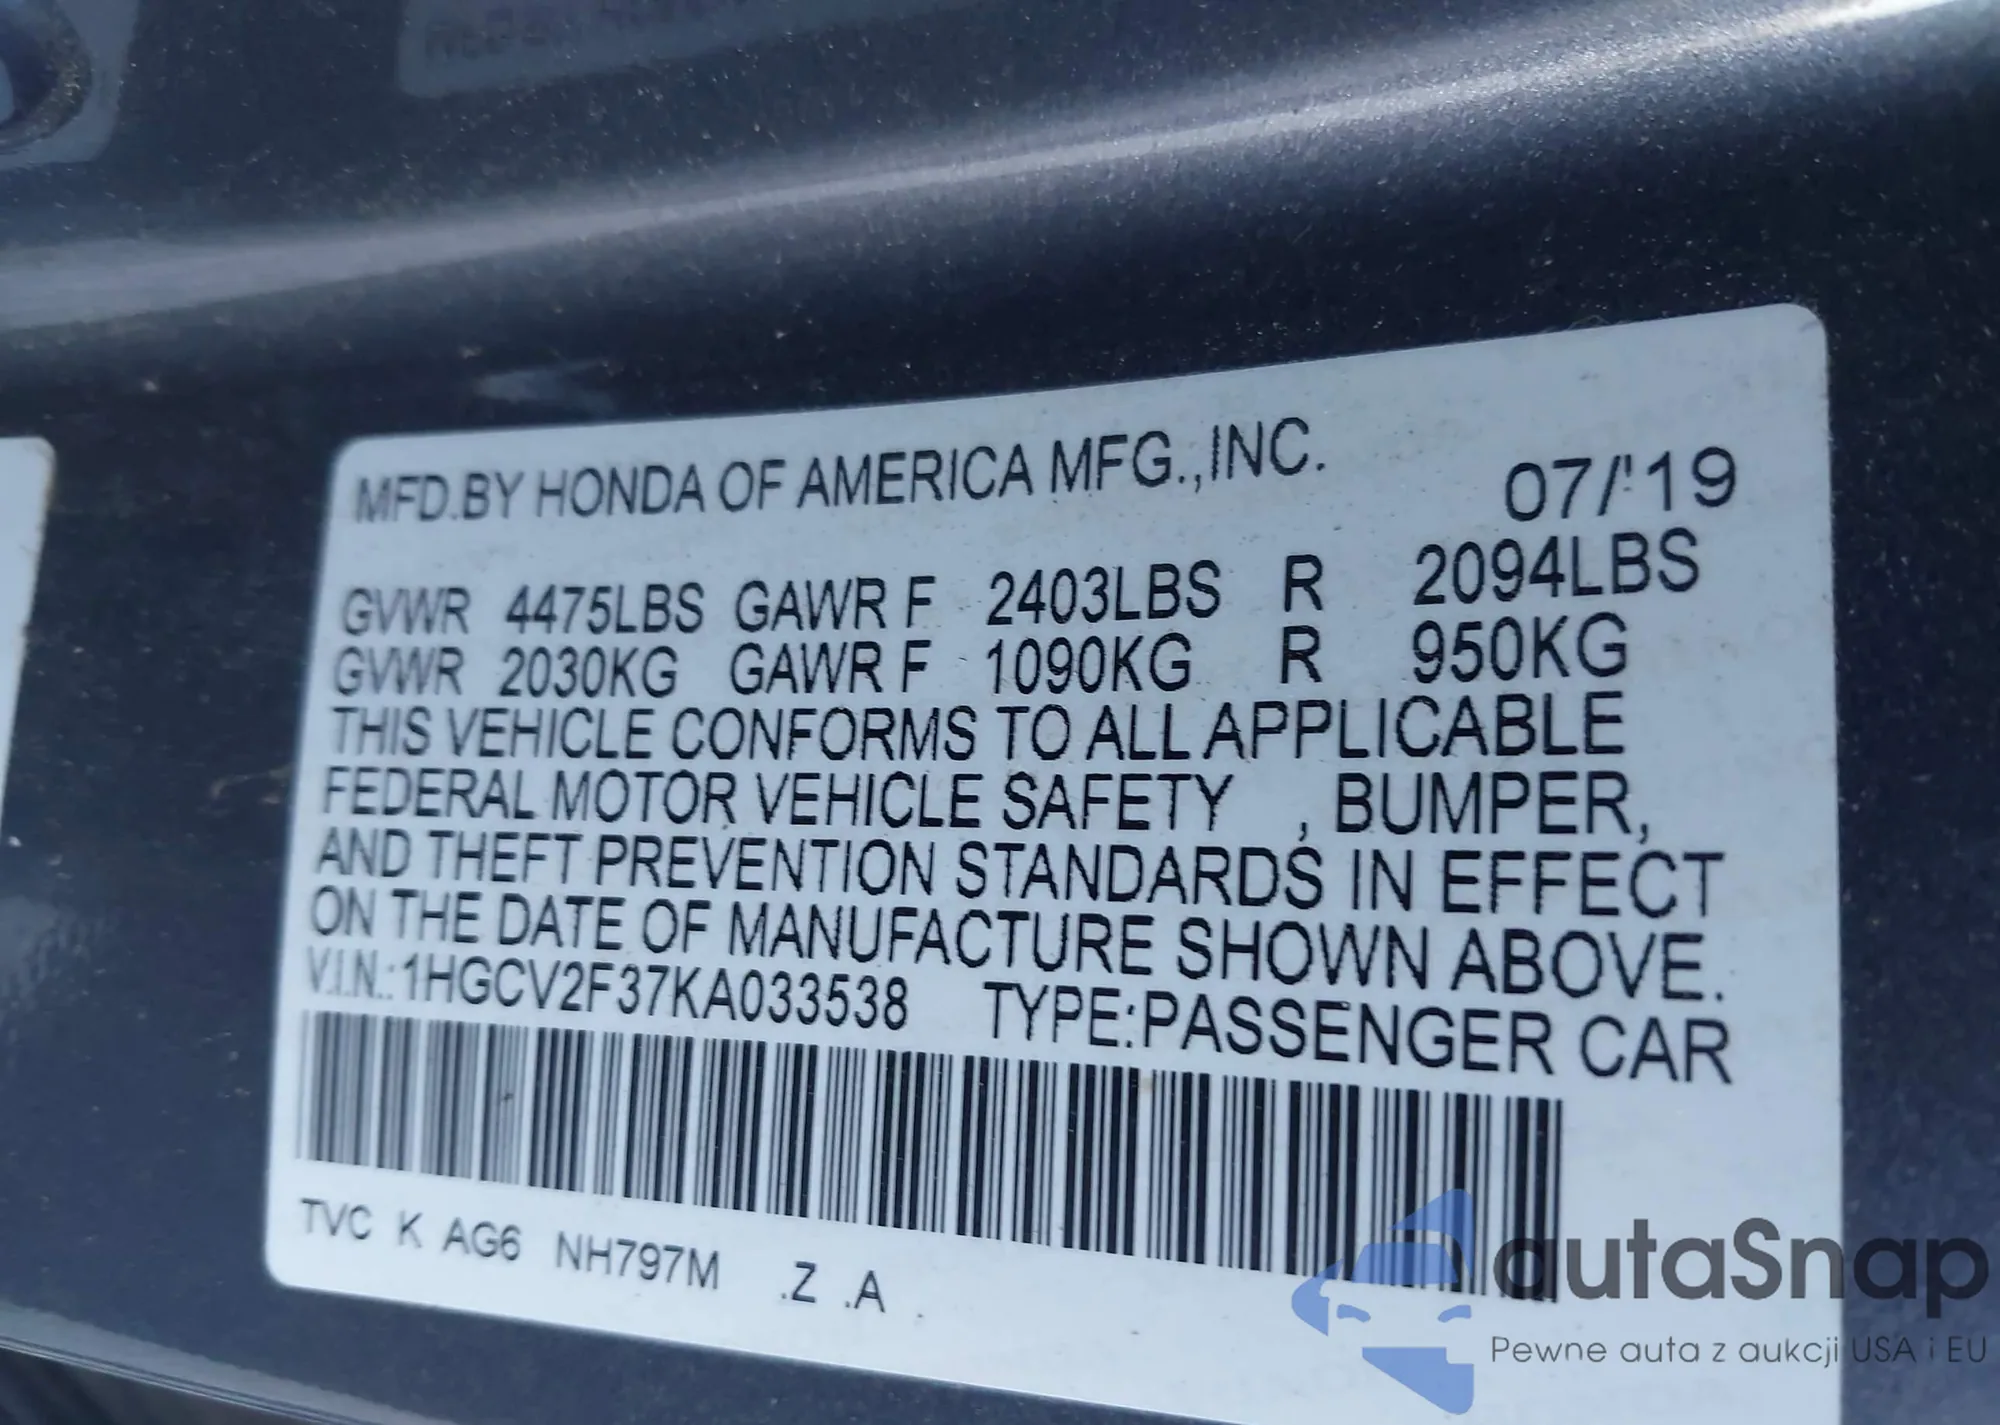 MFD.BY HONDA OF AMERICA MFG.,INC. 07/'19
GVWR 4475LBS GAWR F 2403LBS R 2094LBS
GVWR 2030KG GAWR F 1090KG R 950KG
THIS VEHICLE CONFORMS TO ALL APPLICABLE
FEDERAL MOTOR VEHICLE SAFETY , BUMPER,
AND THEFT PREVENTION STANDARDS IN EFFECT
ON THE DATE OF MANUFACTURE SHOWN ABOVE.
V.I.N.:1HGCV2F37KA033538 TYPE:PASSENGER CAR
TVC K AG6 NH797M .Z .A .
autaSnap
Pewne auta z aukcji USA i EU